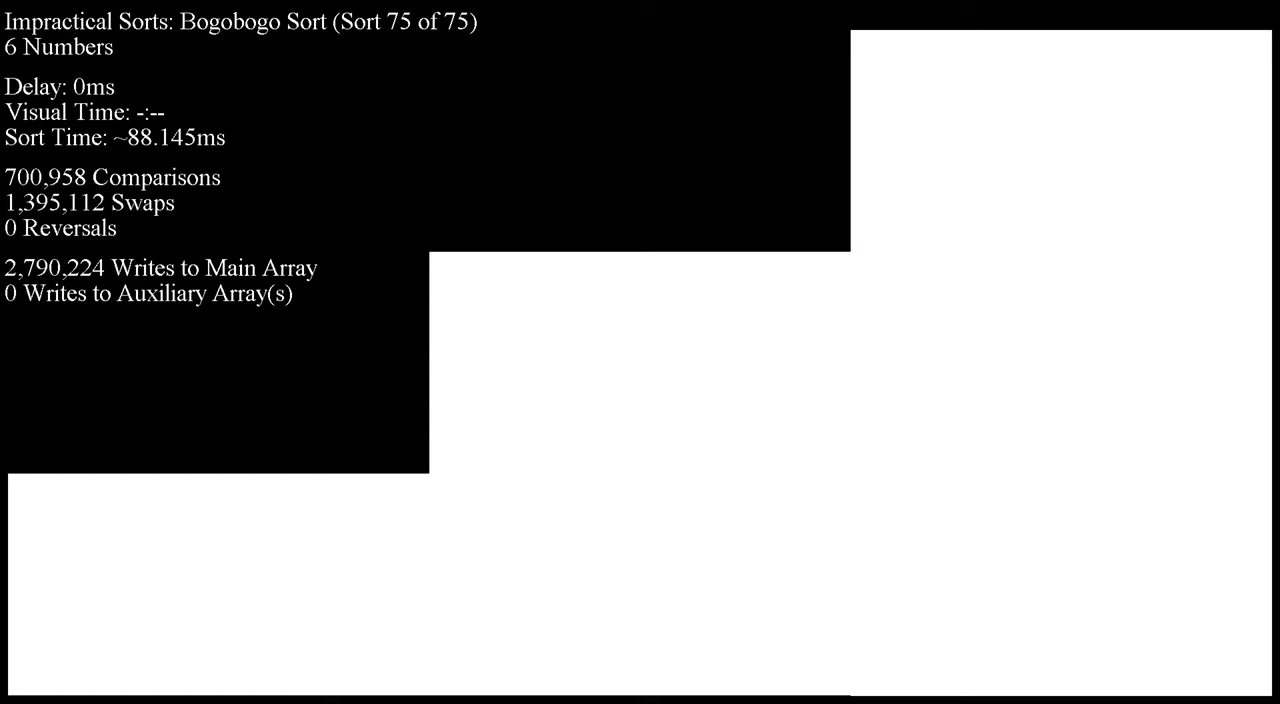 Impractical Sorts: Bogobogo Sort (Sort 75 of 75)
6 Numbers
Delay: 0ms
Visual Time: -:--
Sort Time: ~88.145ms
700,958 Comparisons
1,395,112 Swaps
0 Reversals
2,790,224 Writes to Main Array
0 Writes to Auxiliary Array(s)